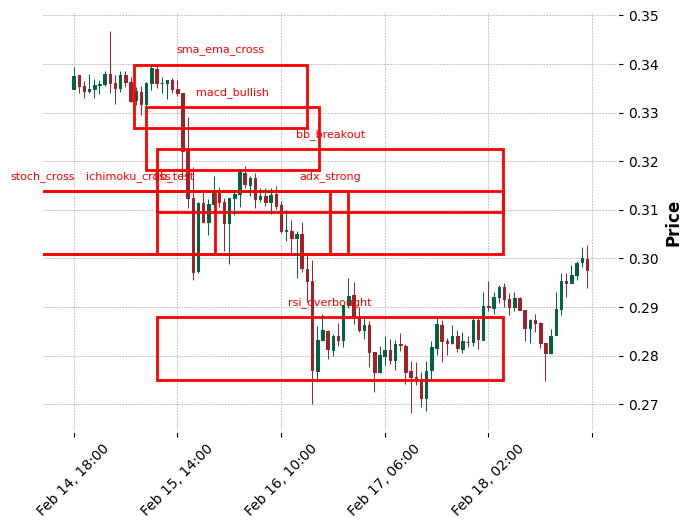 0.35
0.34
0.33
0.32
0.31
0.30
0.29
0.28
0.27
Price
sma_ema_cross
macd_bullish
bb_breakout
stoch_cross
adx_strong
rsi_overbought
Feb 14, 18:00
Feb 15, 14:00
Feb 16, 10:00
Feb 17, 06:00
Feb 18, 02:00